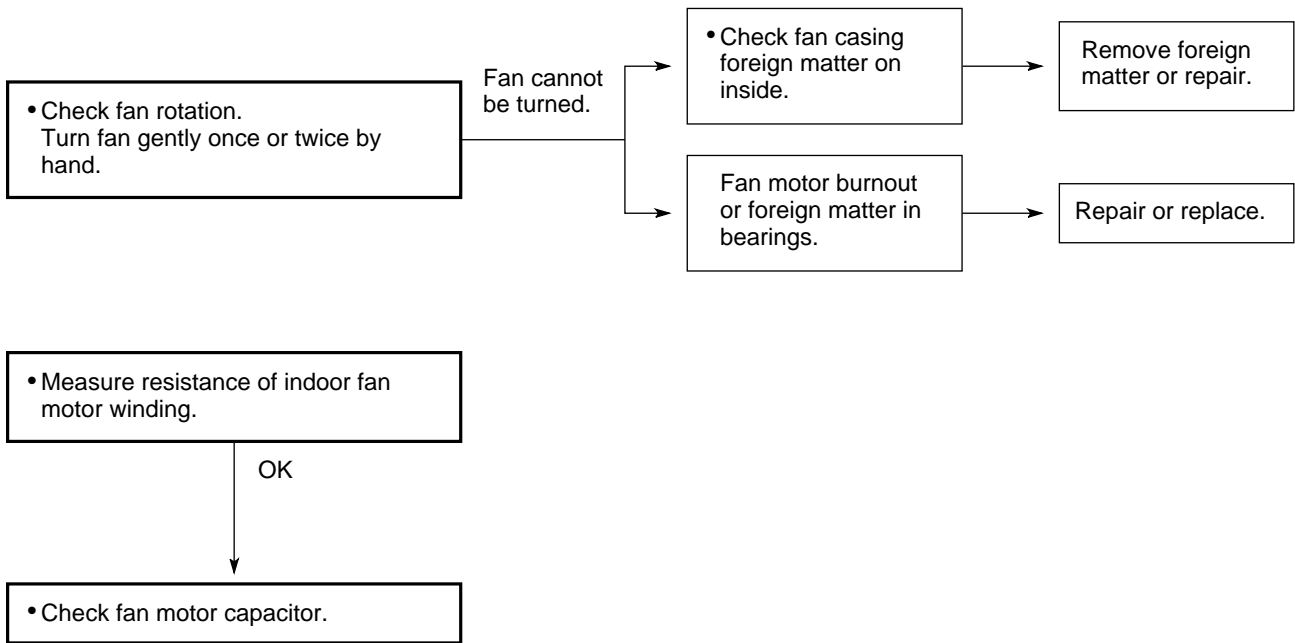 • Check fan rotation.
Turn fan gently once or twice by
hand.
Fan cannot
be turned.
• Check fan casing
foreign matter on
inside.
Remove foreign
matter or repair.
Fan motor burnout
or foreign matter in
bearings.
Repair or replace.
• Measure resistance of indoor fan
motor winding.
OK
• Check fan motor capacitor.